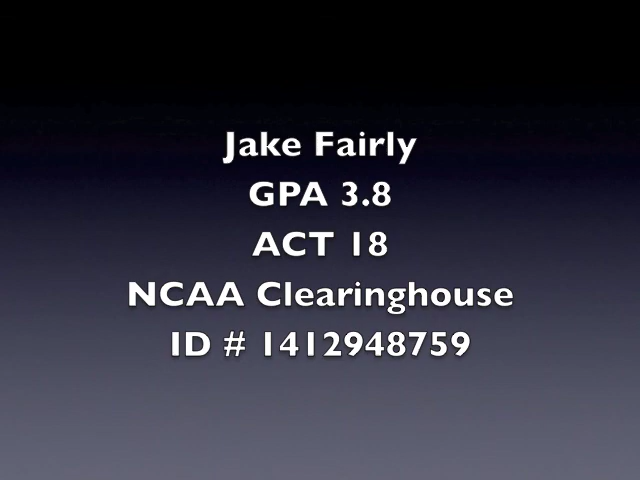 Jake Fairly
GPA 3.8
ACT 18
NCAA Clearinghouse
ID # 1412948759